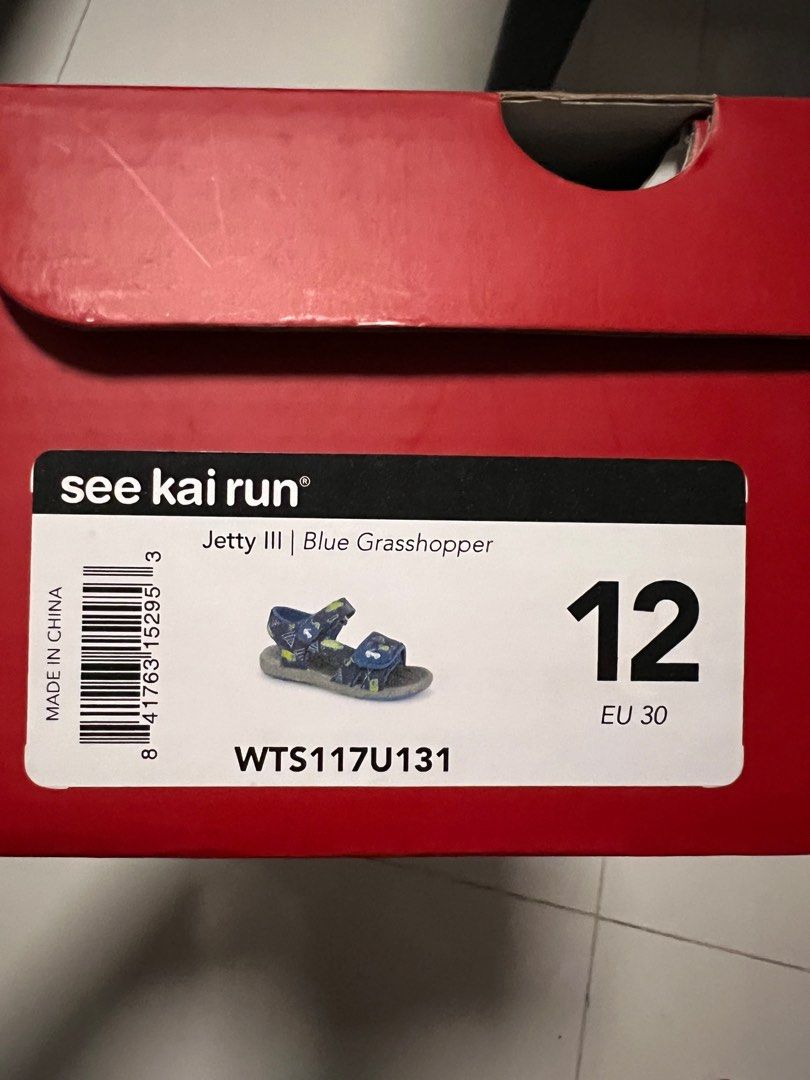 see kai run®
Jetty III | Blue Grasshopper
MADE IN CHINA
8 41763 15295 3
12
EU 30
WTS117U131